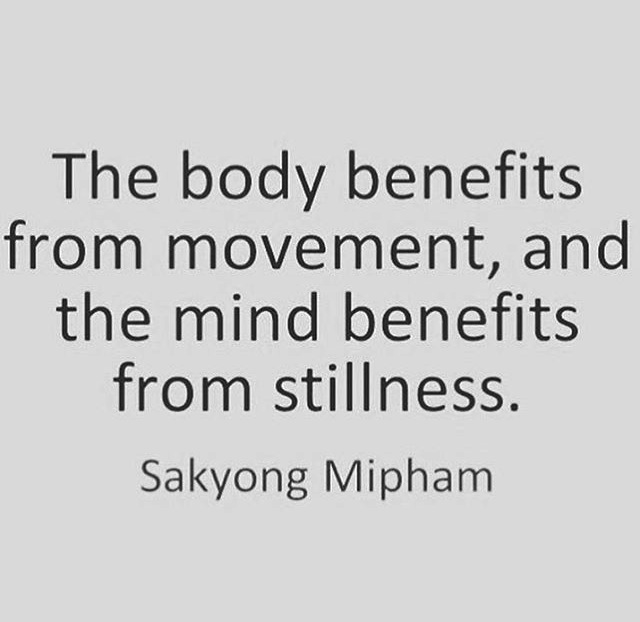 The body benefits
from movement, and
the mind benefits
from stillness.
Sakyong Mipham